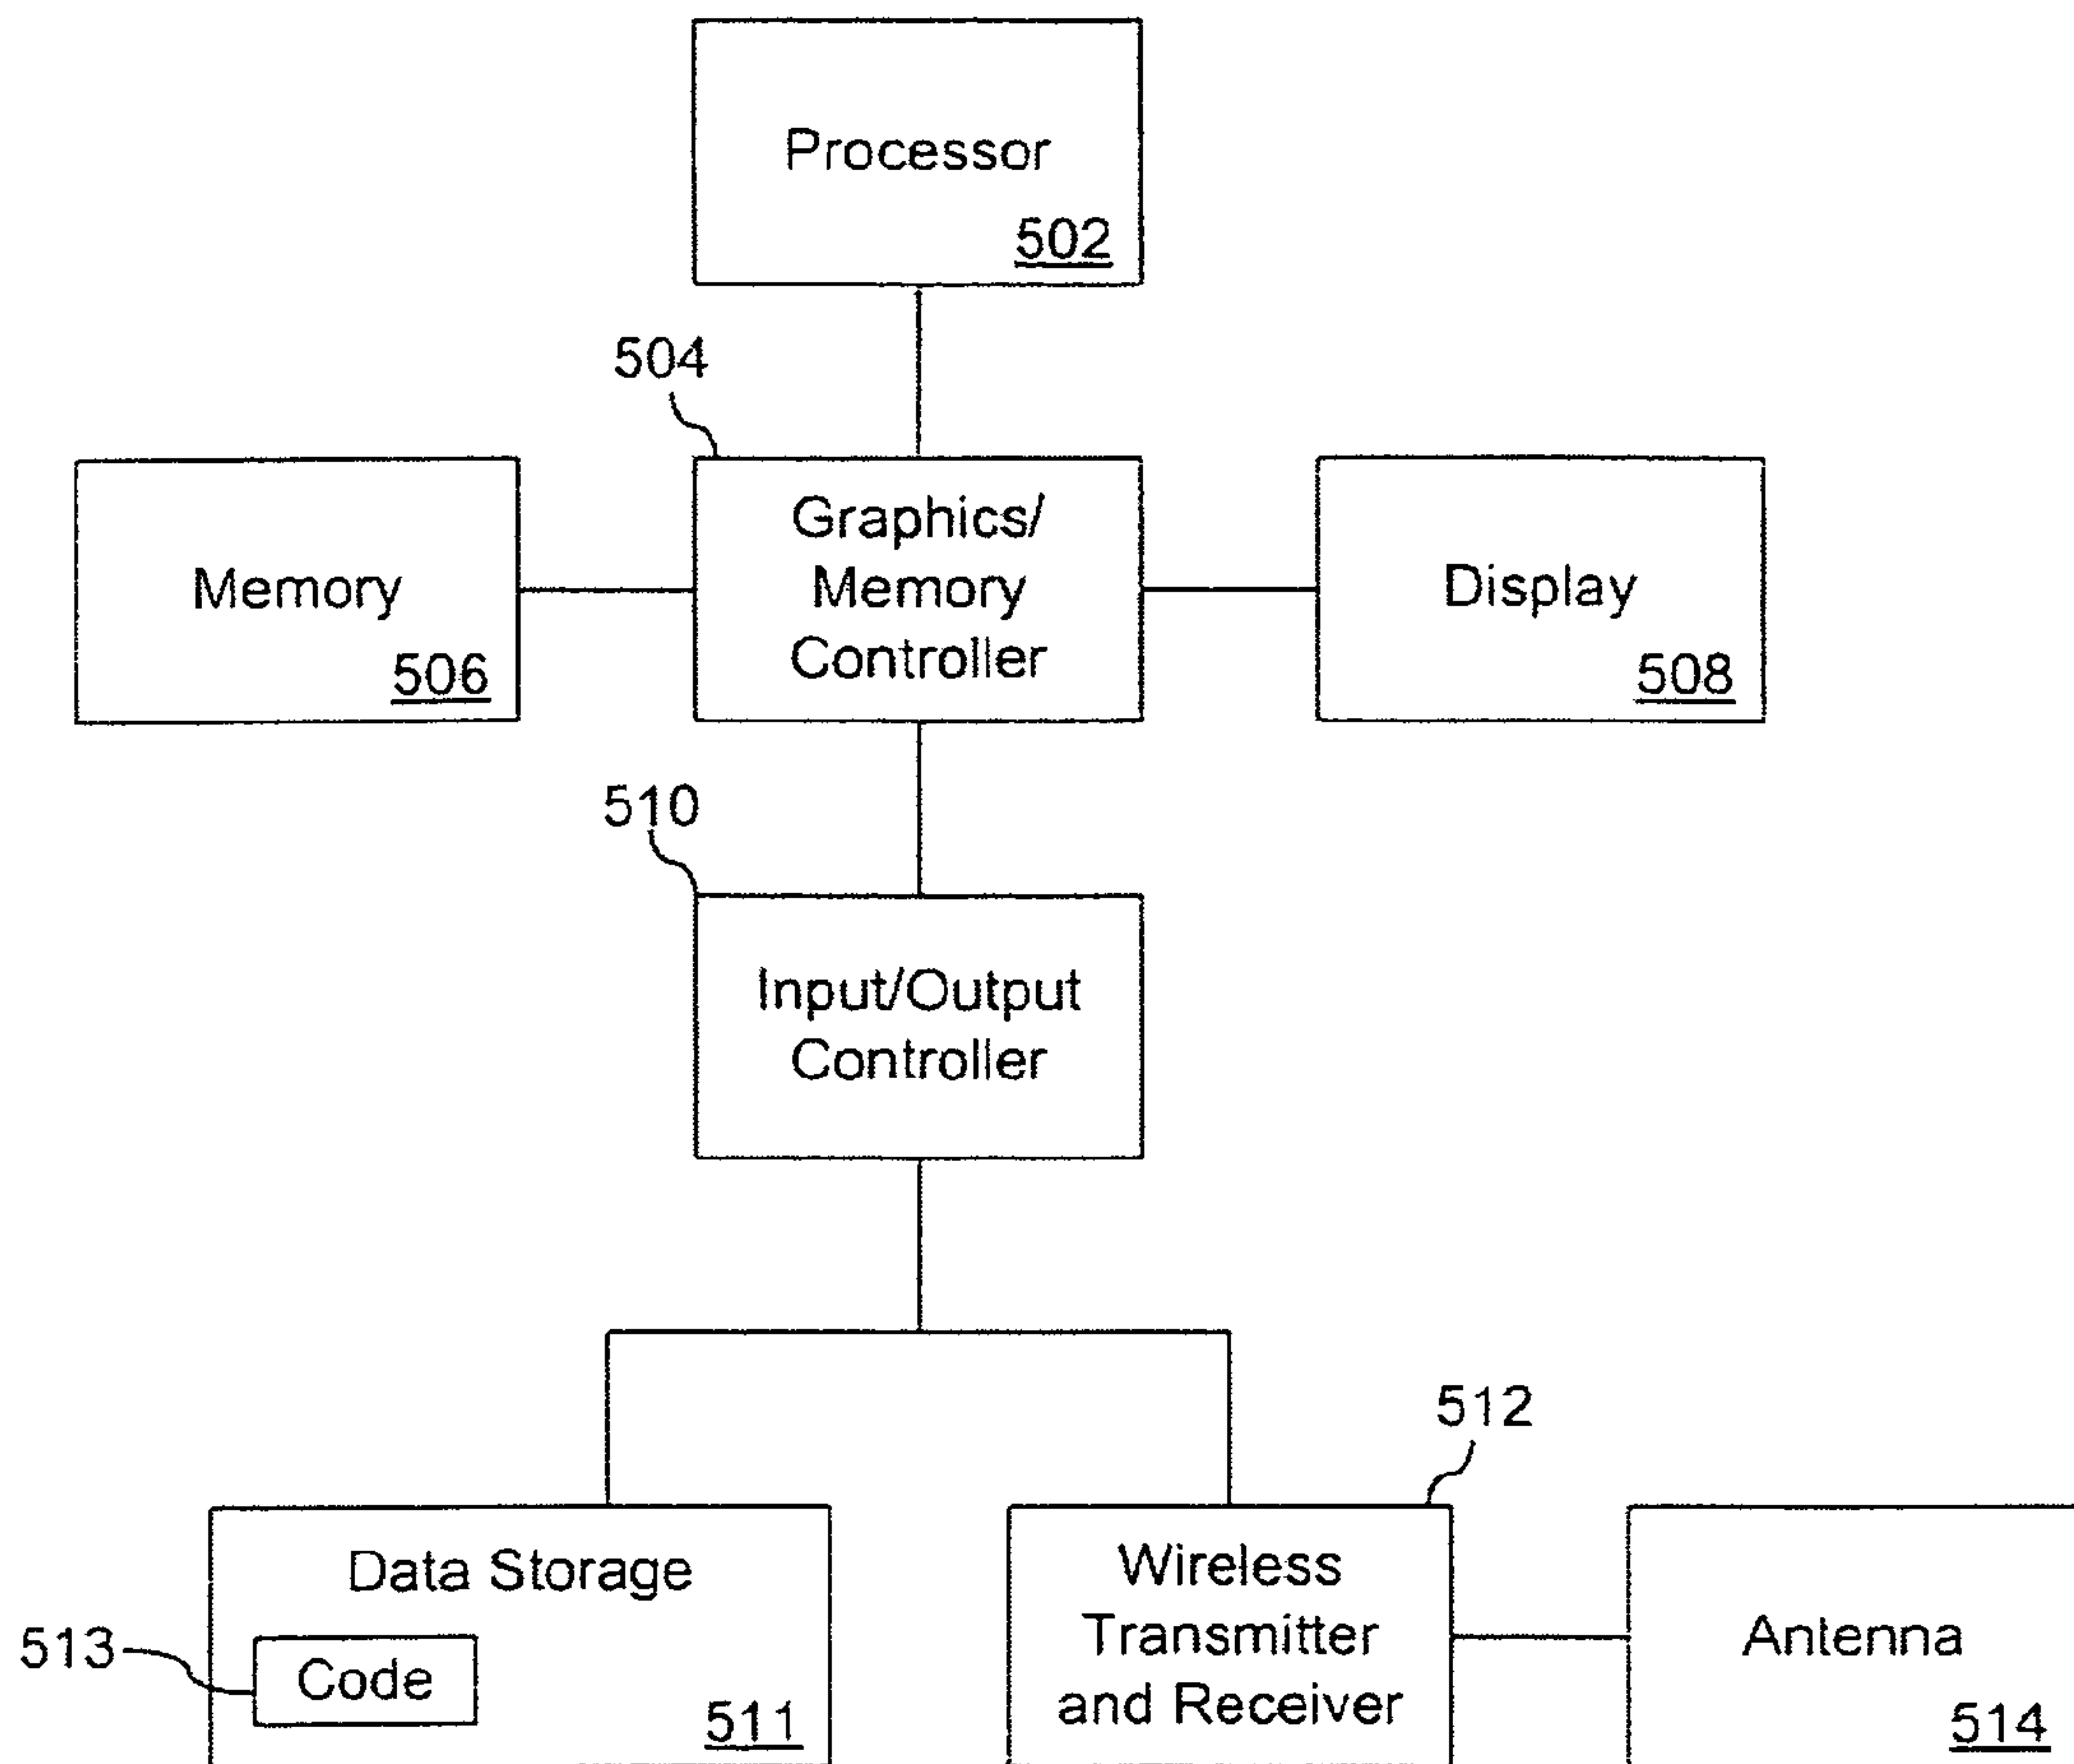 Processor
502
504
Graphics/
Memory
Controller
Memory
506
Display
508
510
Input/Output
Controller
512
Data Storage
513
Code
511
Wireless
Transmitter
and Receiver
Antenna
514